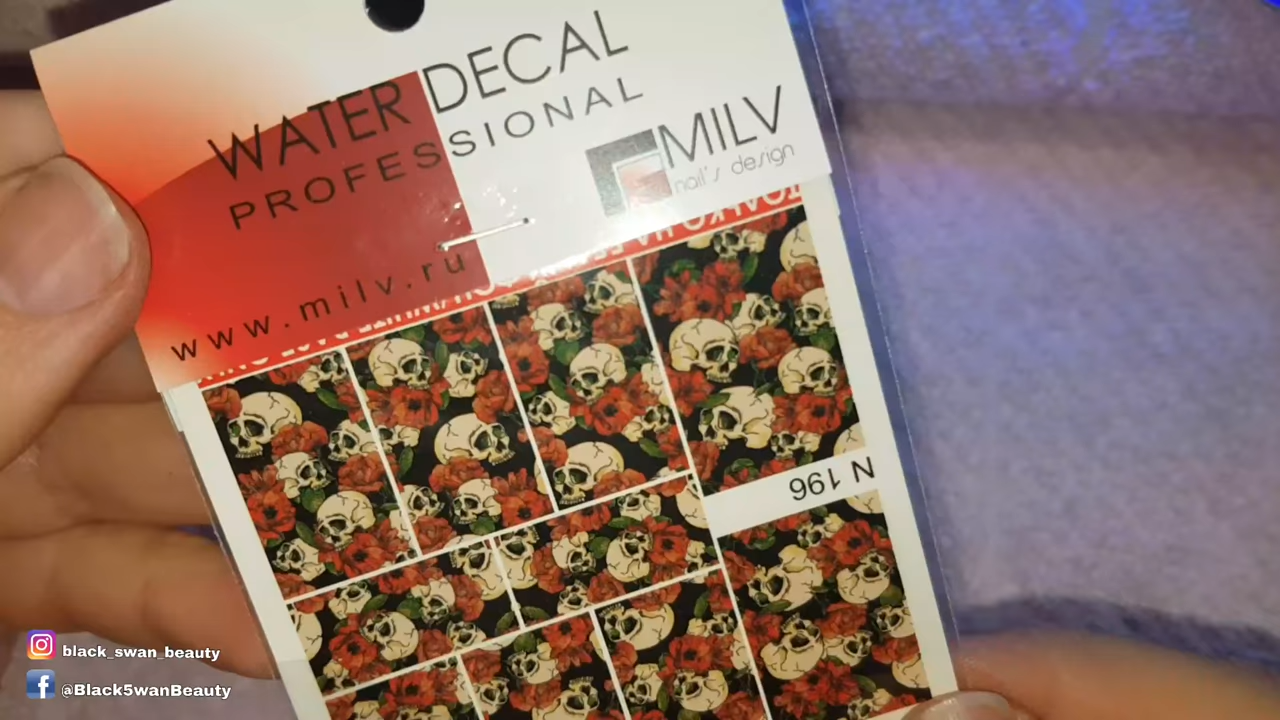 WATER DECAL
PROFESSIONAL
MILV
nail's design
www.milv.ru
N 196
black_swan_beauty
@Black5wanBeauty